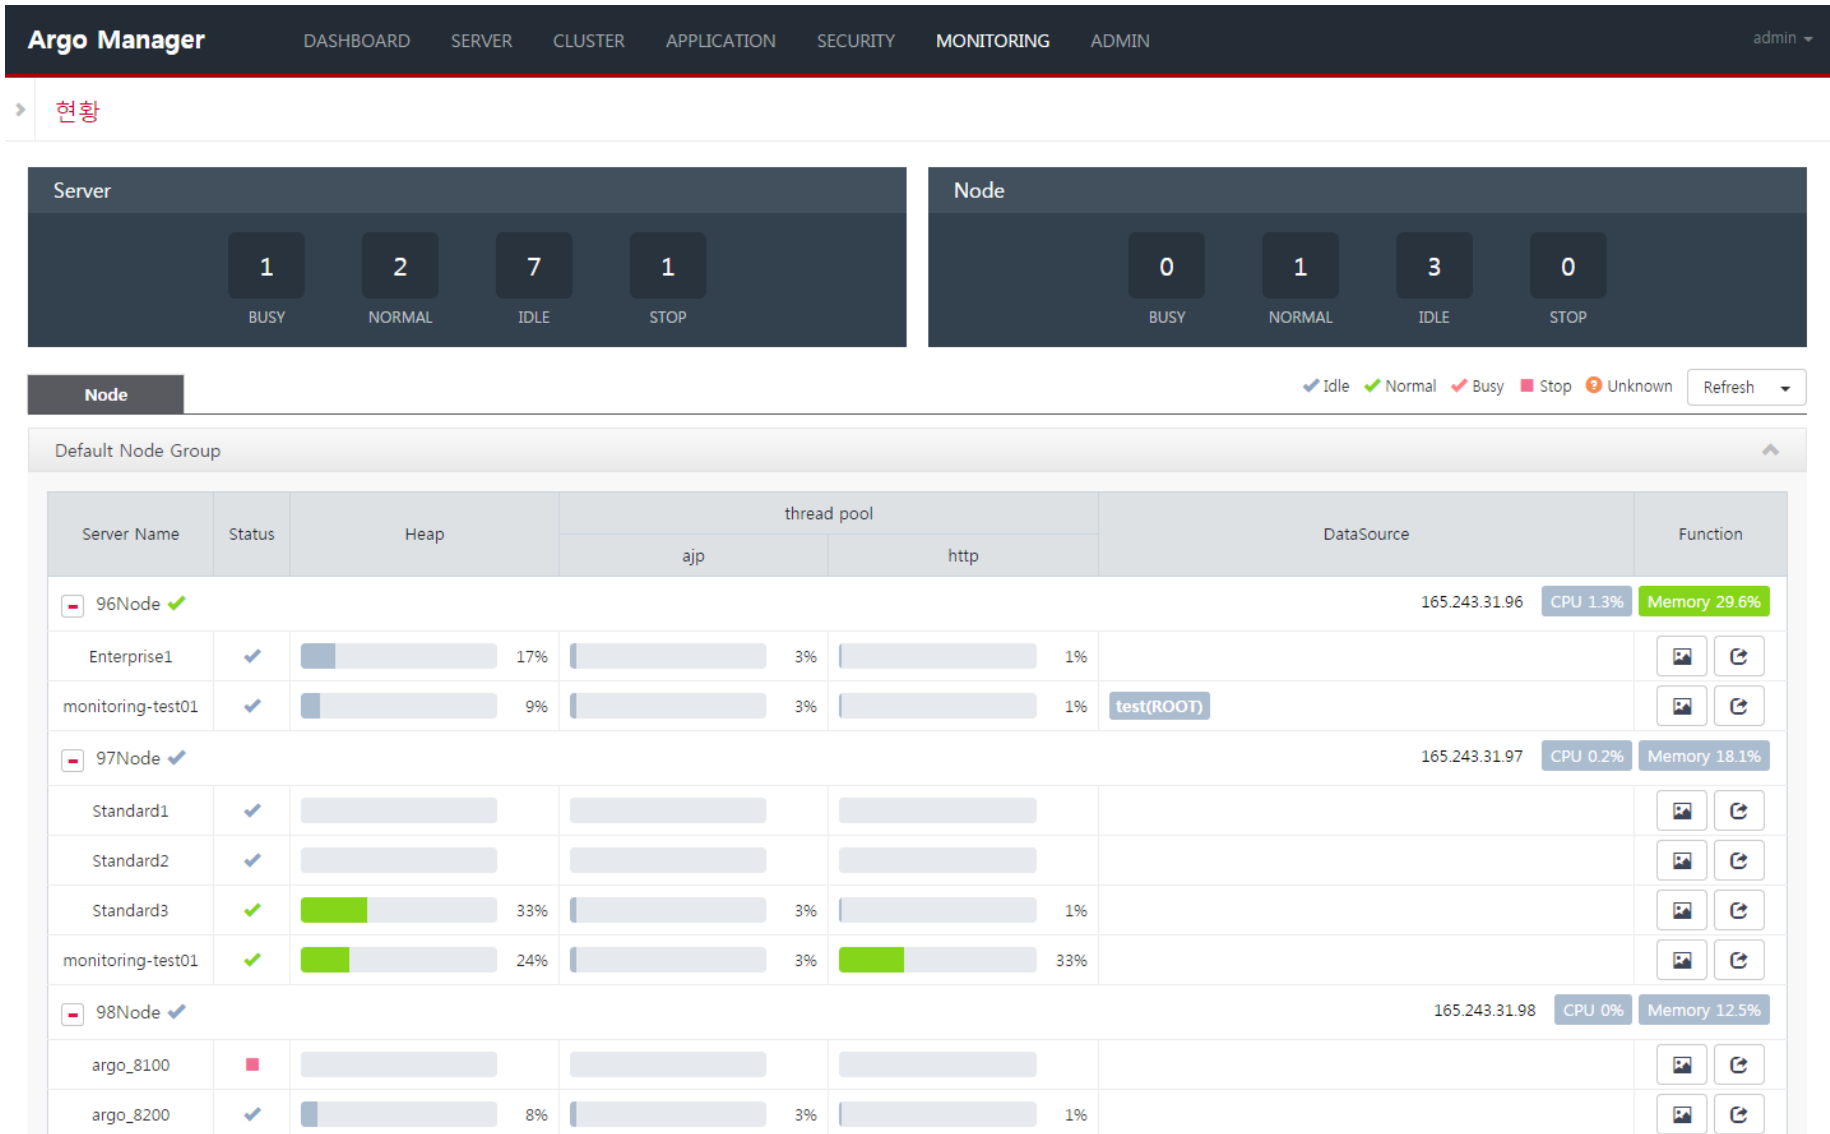 Argo Manager DASHBOARD SERVER CLUSTER APPLICATION SECURITY MONITORING ADMIN admin
현황
Server
1 2 7 1
BUSY NORMAL IDLE STOP
Node
0 1 3 0
BUSY NORMAL IDLE STOP
Node
Idle Normal Busy Stop Unknown Refresh
Default Node Group
Server Name Status Heap thread pool DataSource Function
ajp http
96Node 165.243.31.96 CPU 1.3% Memory 29.6%
Enterprise1 17% 3% 1%
monitoring-test01 9% 3% 1% test(ROOT)
97Node 165.243.31.97 CPU 0.2% Memory 18.1%
Standard1
Standard2
Standard3 33% 3% 1%
monitoring-test01 24% 3% 33%
98Node 165.243.31.98 CPU 0% Memory 12.5%
argo_8100
argo_8200 8% 3% 1%